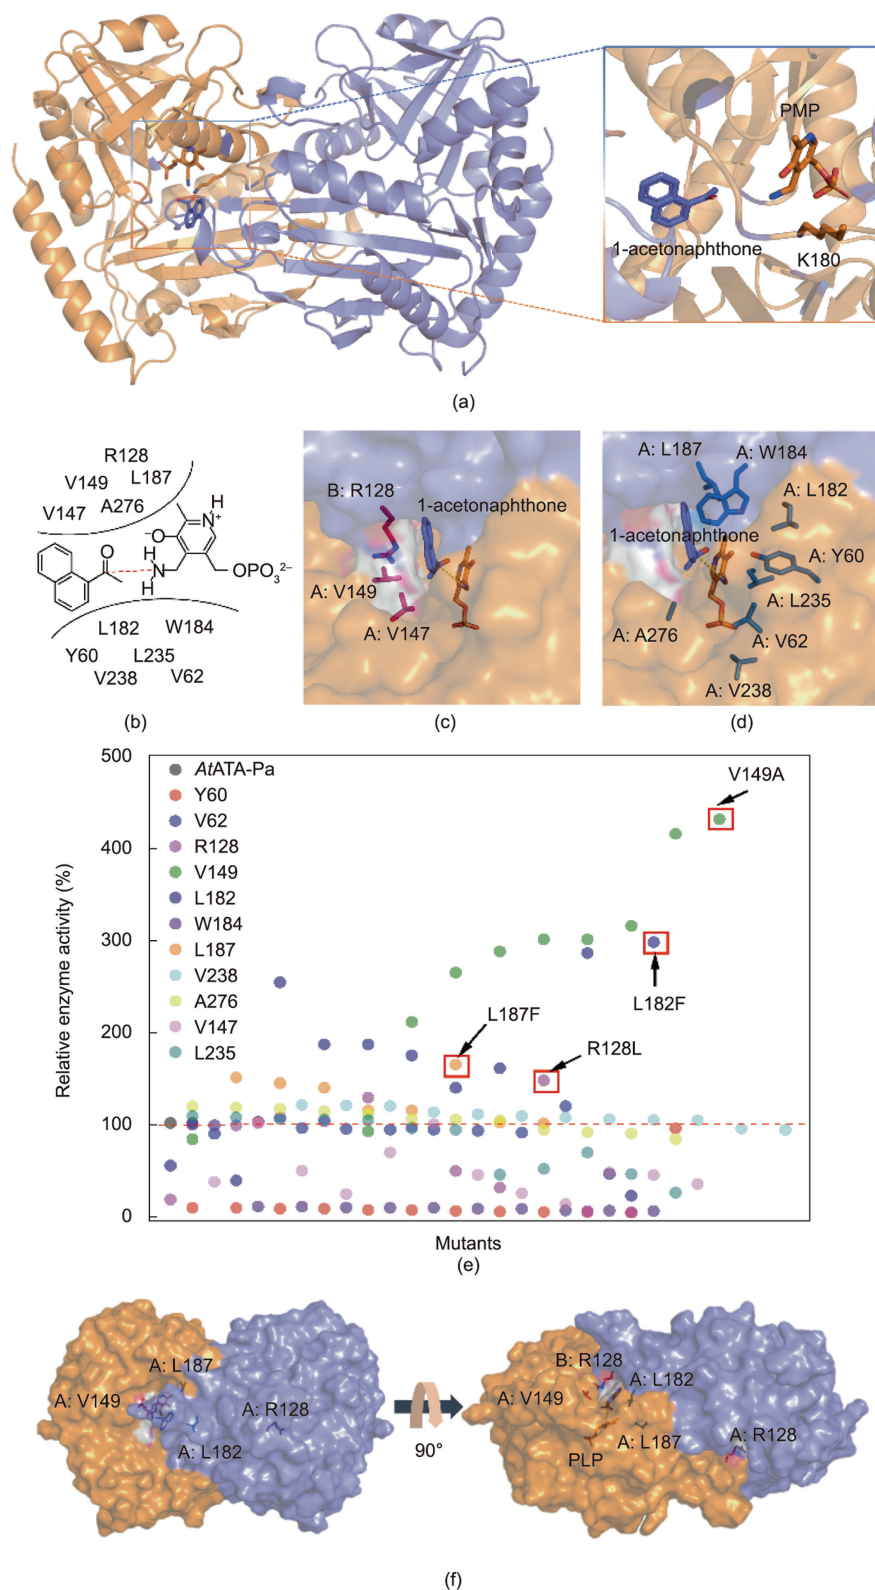 PMP
1-acetonaphthone
K180
(a)
R128
V149 L187
V147 A276
O
H
N+
O−
N
H
H
OPO₃²⁻
L182 W184
Y60 L235
V238 V62
(b)
B: R128
1-acetonaphthone
A: V149
A: V147
(c)
A: L187
A: W184
A: L182
1-acetonaphthone
A: Y60
A: L235
A: A276
A: V62
A: V238
(d)
Relative enzyme activity (%)
500
400
300
200
100
0
AtATA-Pa
Y60
V62
R128
V149
L182
W184
L187
V238
A276
V147
L235
V149A
L182F
L187F
R128L
Mutants
(e)
A: L187
A: V149
A: R128
A: L182
90°
B: R128
A: L182
A: V149
A: R128
A: L187
PLP
(f)